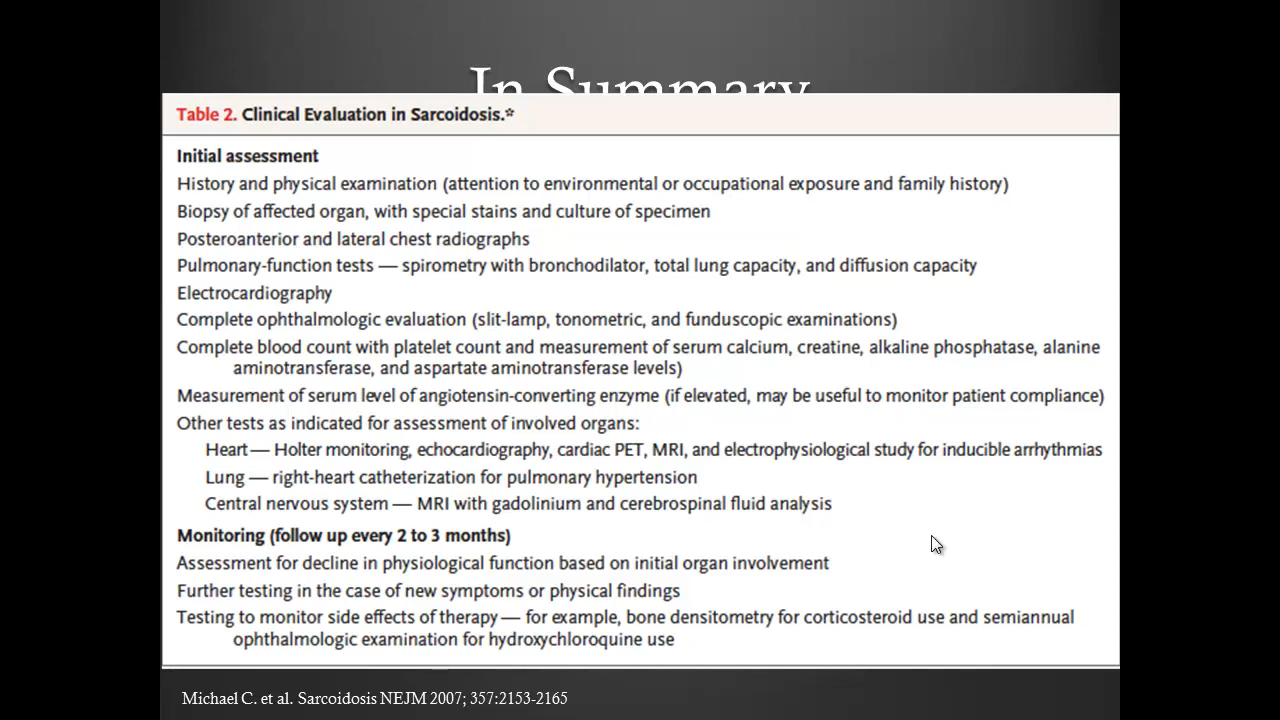 In Summary
Table 2. Clinical Evaluation in Sarcoidosis.*
Initial assessment
History and physical examination (attention to environmental or occupational exposure and family history)
Biopsy of affected organ, with special stains and culture of specimen
Posteroanterior and lateral chest radiographs
Pulmonary-function tests — spirometry with bronchodilator, total lung capacity, and diffusion capacity
Electrocardiography
Complete ophthalmologic evaluation (slit-lamp, tonometric, and funduscopic examinations)
Complete blood count with platelet count and measurement of serum calcium, creatine, alkaline phosphatase, alanine
aminotransferase, and aspartate aminotransferase levels)
Measurement of serum level of angiotensin-converting enzyme (if elevated, may be useful to monitor patient compliance)
Other tests as indicated for assessment of involved organs:
Heart — Holter monitoring, echocardiography, cardiac PET, MRI, and electrophysiological study for inducible arrhythmias
Lung — right-heart catheterization for pulmonary hypertension
Central nervous system — MRI with gadolinium and cerebrospinal fluid analysis
Monitoring (follow up every 2 to 3 months)
Assessment for decline in physiological function based on initial organ involvement
Further testing in the case of new symptoms or physical findings
Testing to monitor side effects of therapy — for example, bone densitometry for corticosteroid use and semiannual
ophthalmologic examination for hydroxychloroquine use
Michael C. et al. Sarcoidosis NEJM 2007; 357:2153-2165